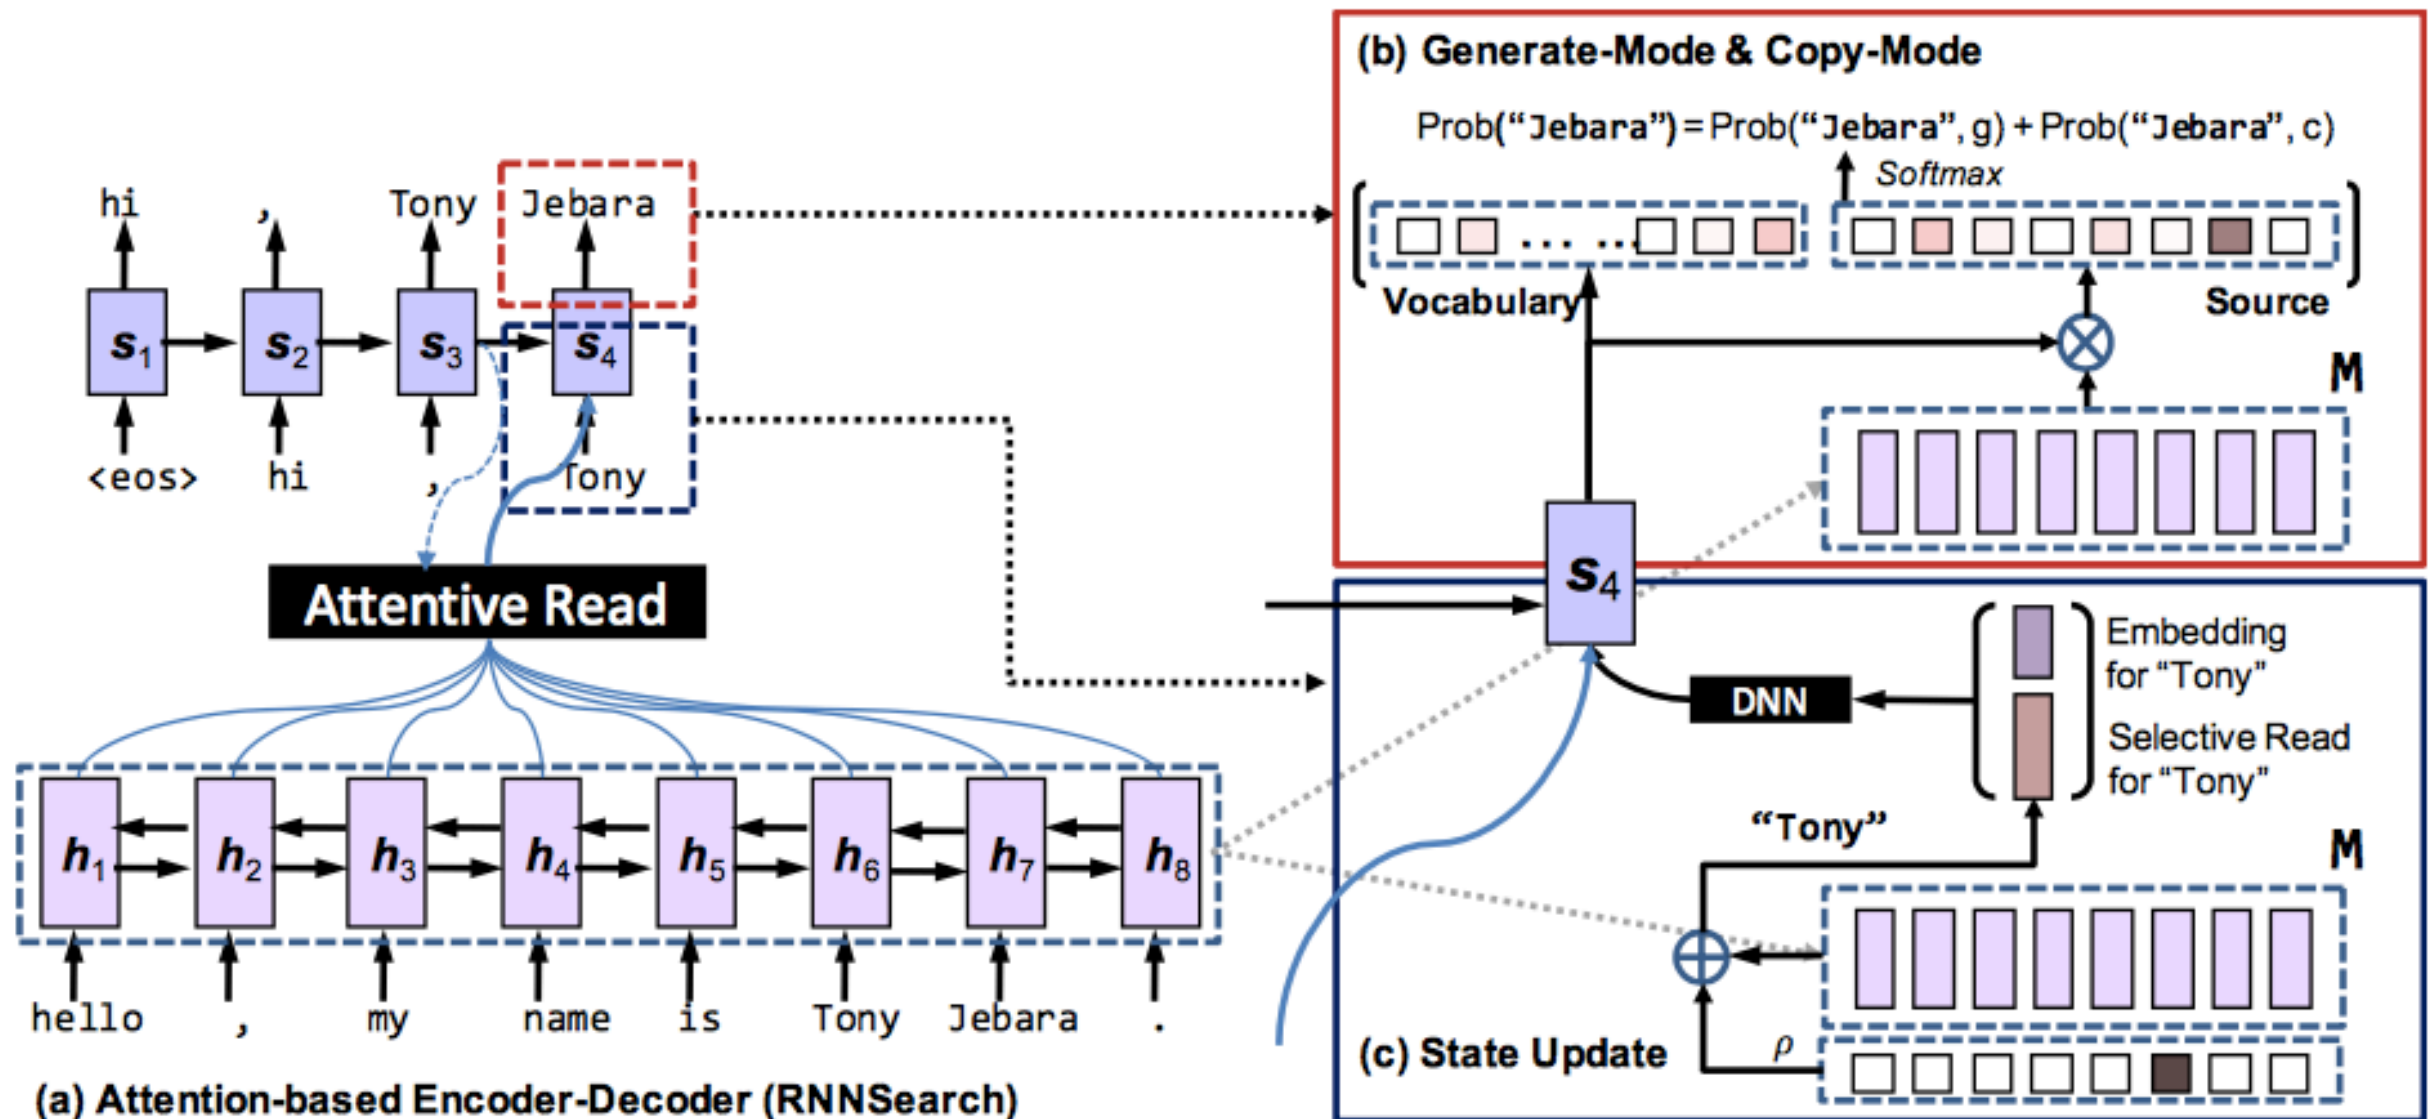 (b) Generate-Mode & Copy-Mode
Prob(“Jebara”) = Prob(“Jebara”, g) + Prob(“Jebara”, c)
Softmax
... ...
Vocabulary
Source
M
hi
,
Tony
Jebara
s1
s2
s3
s4
<eos>
hi
,
Tony
Attentive Read
h1
h2
h3
h4
h5
h6
h7
h8
hello
,
my
name
is
Tony
Jebara
.
(a) Attention-based Encoder-Decoder (RNNSearch)
s4
DNN
Embedding
for “Tony”
Selective Read
for “Tony”
“Tony”
M
ρ
(c) State Update